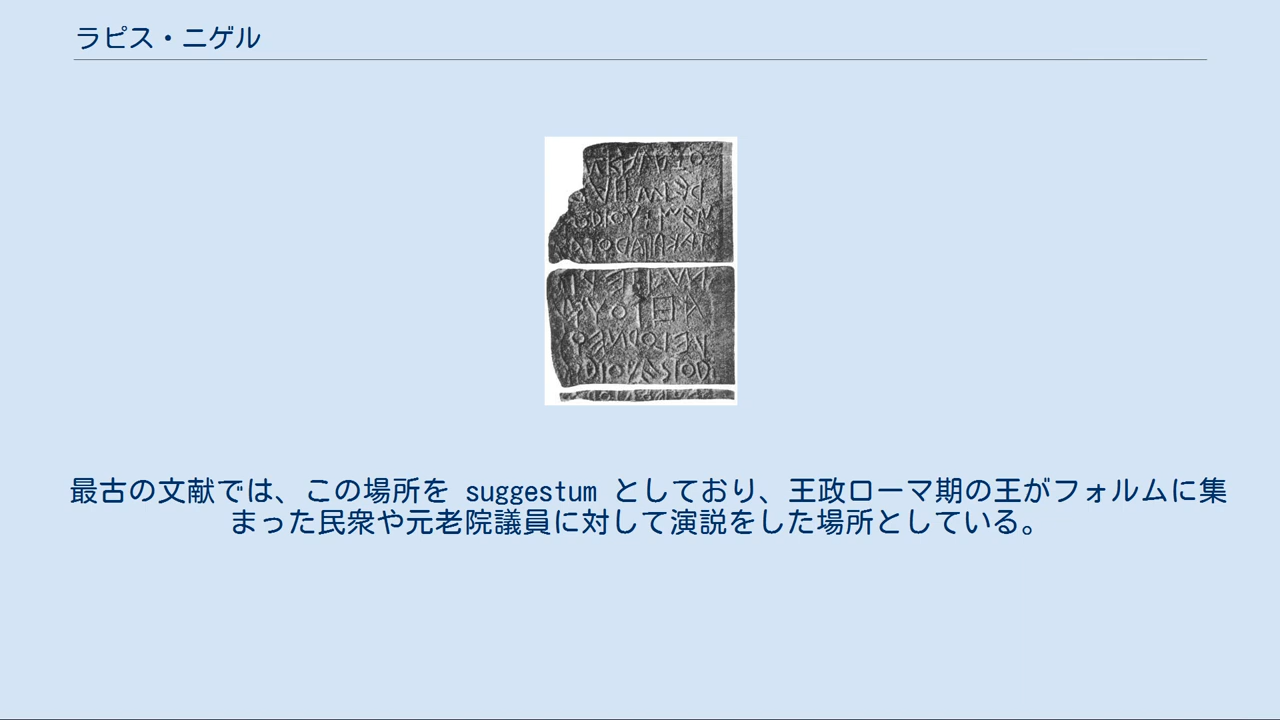 ラピス・ニゲル
最古の文献では、この場所を suggestum としており、王政ローマ期の王がフォルムに集
まった民衆や元老院議員に対して演説をした場所としている。